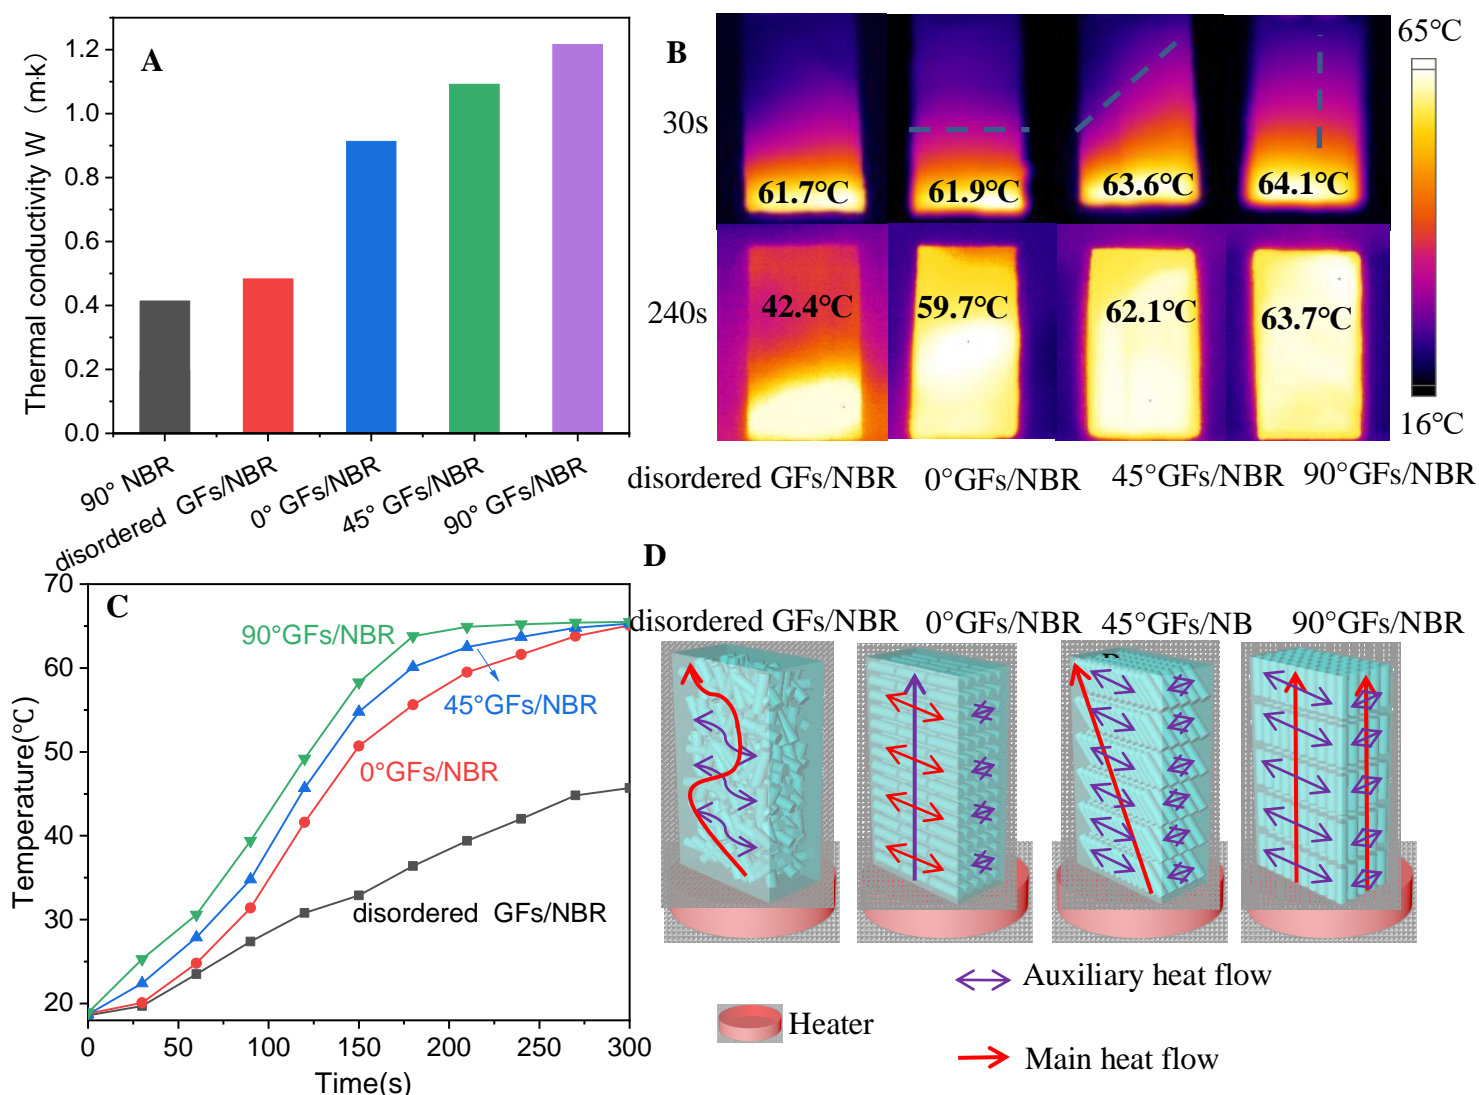 A
Thermal conductivity W（m·k）
1.2
1.0
1.2
0.8
0.6
0.4
0.2
0.0
90° NBR
disordered GFs/NBR
0° GFs/NBR
45° GFs/NBR
90° GFs/NBR
B
65℃
30s
61.7℃
61.9℃
63.6℃
64.1℃
240s
42.4℃
59.7℃
62.1℃
63.7℃
16℃
disordered GFs/NBR
0°GFs/NBR
45°GFs/NBR
90°GFs/NBR
C
Temperature(℃)
70
60
50
40
30
20
0
50
100
150
200
250
300
Time(s)
90°GFs/NBR
45°GFs/NBR
0°GFs/NBR
disordered GFs/NBR
D
disordered GFs/NBR
0°GFs/NBR
45°GFs/NB
90°GFs/NBR
Auxiliary heat flow
Heater
Main heat flow